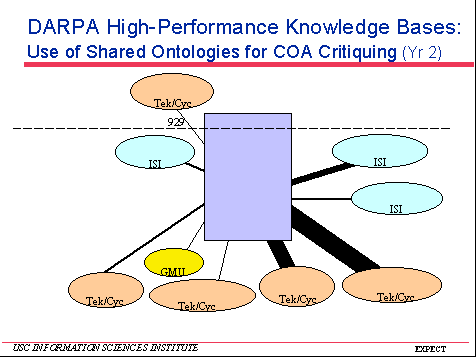 DARPA High-Performance Knowledge Bases:
Use of Shared Ontologies for COA Critiquing (Yr 2)
Tek/Cyc
929
ISI
ISI
ISI
GMU
Tek/Cyc
Tek/Cyc
Tek/Cyc
Tek/Cyc
USC INFORMATION SCIENCES INSTITUTE
EXPECT